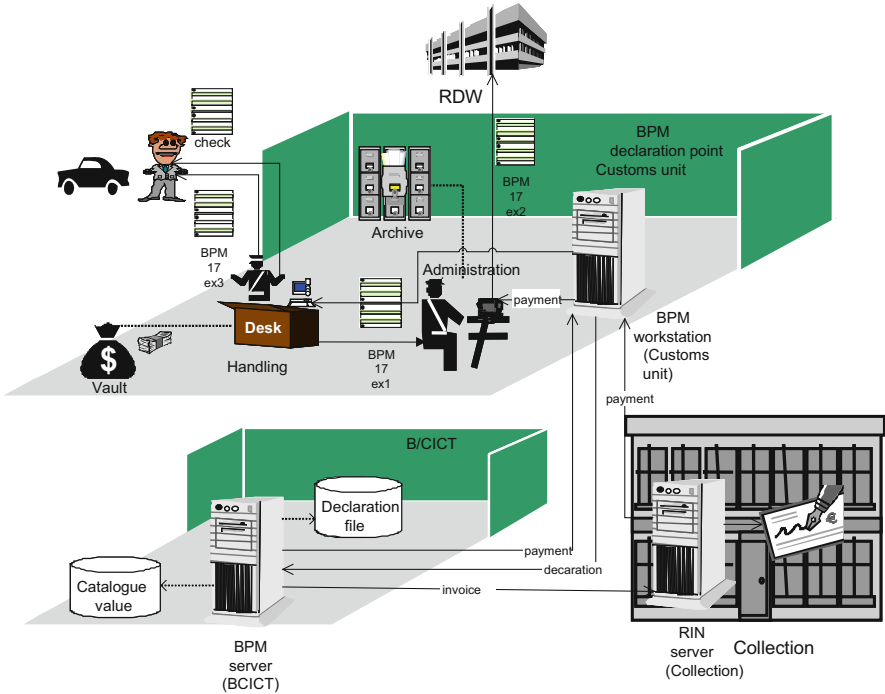 RDW
check
BPM
declaration point
Customs unit
BPM
17
ex2
BPM
17
ex3
Archive
Administration
payment
Desk
$
Vault
Handling
BPM
17
ex1
BPM
workstation
(Customs
unit)
payment
B/CICT
Declaration
file
payment
decaration
invoice
Catalogue
value
€
BPM
server
(BCICT)
RIN
server
(Collection)
Collection